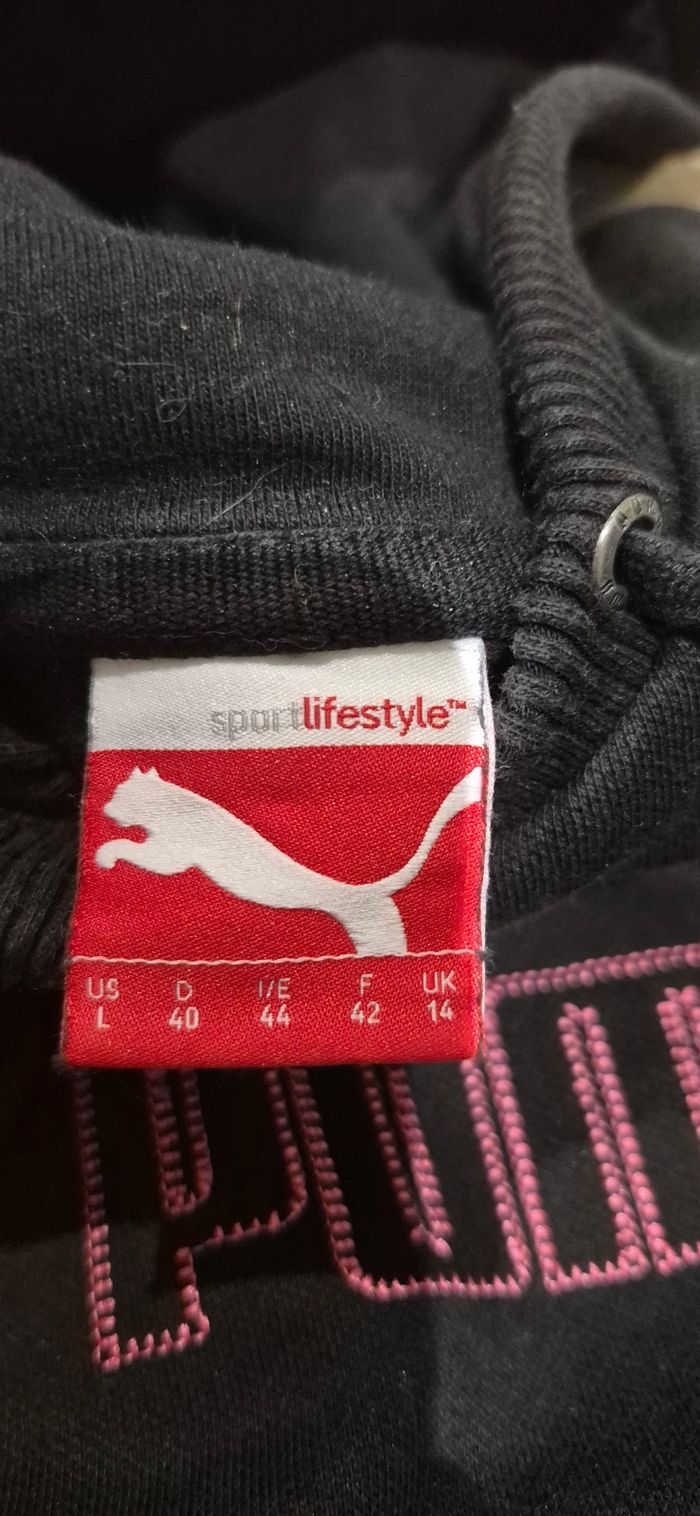 sportlifestyle™
US D I/E F UK
L 40 44 42 14